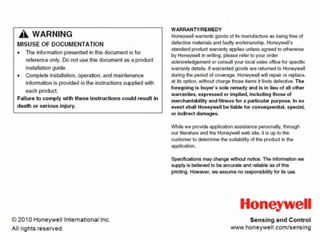 WARNING
MISUSE OF DOCUMENTATION
• The information presented in this document is for
reference only. Do not use this document as a product
installation guide.
• Complete installation, operation, and maintenance
information is provided in the instructions supplied with
each product.
Failure to comply with these instructions could result in
death or serious injury.
WARRANTY/REMEDY
Honeywell warrants goods of its manufacture as being free of
defective materials and faulty workmanship. Honeywell's
standard product warranty applies unless agreed to otherwise
by Honeywell in writing; please refer to your order
acknowledgement or consult your local sales office for specific
warranty details. If warranted goods are returned to Honeywell
during the period of coverage, Honeywell will repair or replace,
at its option, without charge those items it finds defective. The
foregoing is buyer's sole remedy and is in lieu of all other
warranties, expressed or implied, including those of
merchantability and fitness for a particular purpose. In no
event shall Honeywell be liable for consequential, special,
or indirect damages.
While we provide application assistance personally, through
our literature and the Honeywell web site, it is up to the
customer to determine the suitability of the product in the
application.
Specifications may change without notice. The information we
supply is believed to be accurate and reliable as of this
printing. However, we assume no responsibility for its use.
Honeywell
© 2010 Honeywell International Inc.
All rights reserved.
Sensing and Control
www.honeywell.com/sensing